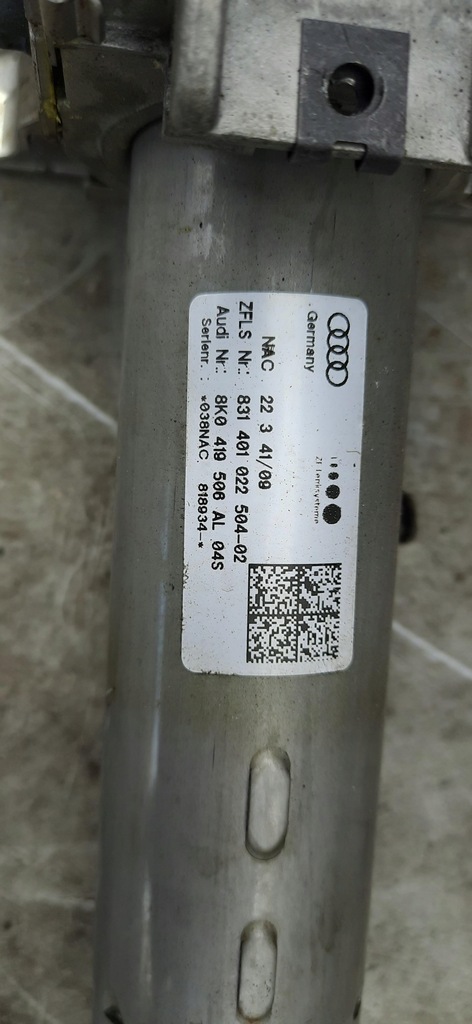 Germany
ZF Lenksysteme
NAC 22 3 41/09
ZFLS Nr.: 831 401 022 504-02
Audi Nr.: 8K0 419 506 AL 04S
Serienr. : *038NAC 818934-*